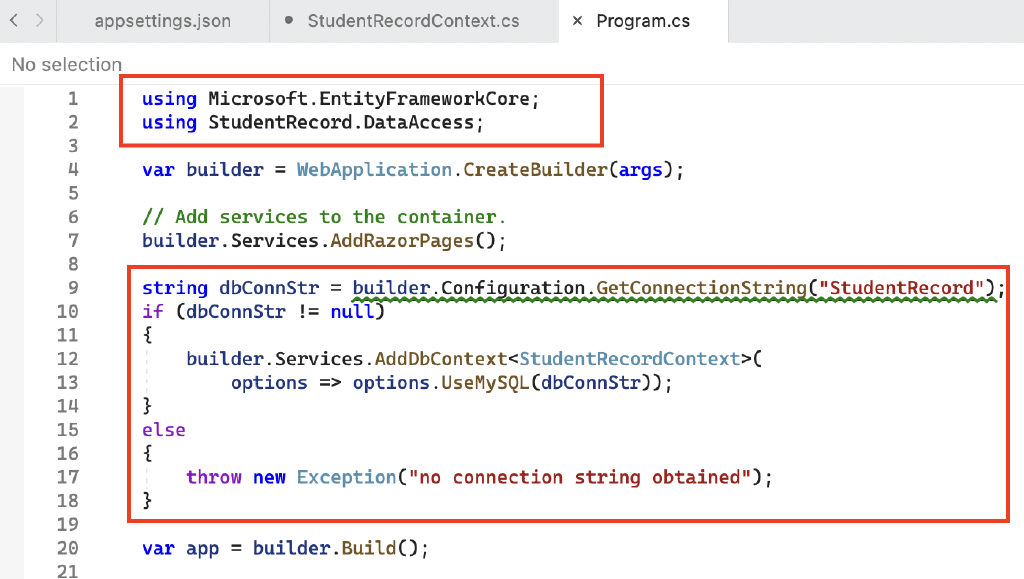 < > appsettings.json ● StudentRecordContext.cs × Program.cs
No selection
1 using Microsoft.EntityFrameworkCore;
2 using StudentRecord.DataAccess;
3
4 var builder = WebApplication.CreateBuilder(args);
5
6 // Add services to the container.
7 builder.Services.AddRazorPages();
8
9 string dbConnStr = builder.Configuration.GetConnectionString("StudentRecord");
10 if (dbConnStr != null)
11 {
12     builder.Services.AddDbContext<StudentRecordContext>(
13         options => options.UseMySQL(dbConnStr));
14 }
15 else
16 {
17     throw new Exception("no connection string obtained");
18 }
19
20 var app = builder.Build();
21